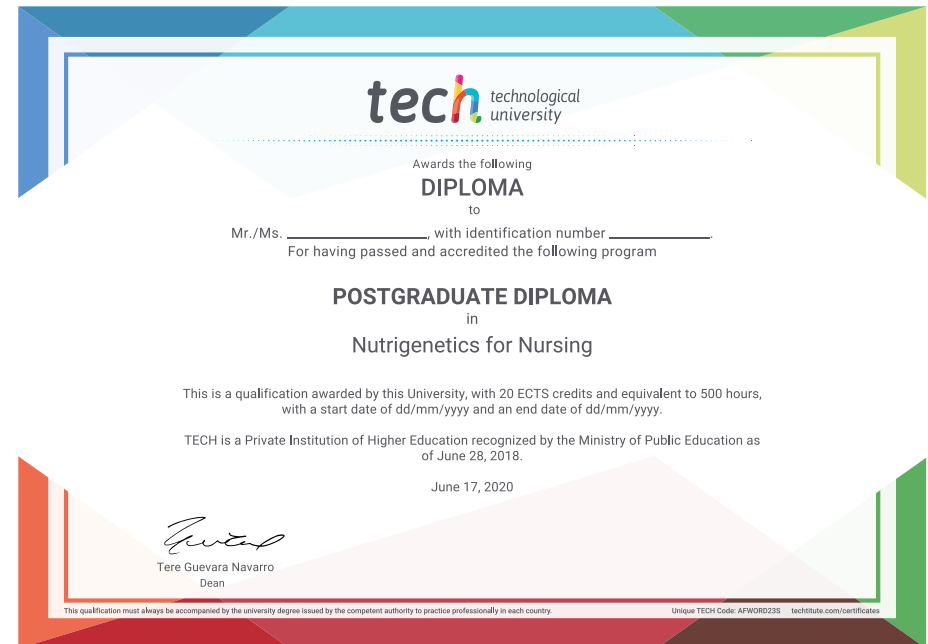 tech technological
university
Awards the following
DIPLOMA
to
Mr./Ms. ____________________, with identification number ______________.
For having passed and accredited the following program
POSTGRADUATE DIPLOMA
in
Nutrigenetics for Nursing
This is a qualification awarded by this University, with 20 ECTS credits and equivalent to 500 hours,
with a start date of dd/mm/yyyy and an end date of dd/mm/yyyy.
TECH is a Private Institution of Higher Education recognized by the Ministry of Public Education as
of June 28, 2018.
June 17, 2020
Tere Guevara Navarro
Dean
This qualification must always be accompanied by the university degree issued by the competent authority to practice professionally in each country.
Unique TECH Code: AFWORD23S techtitute.com/certificates